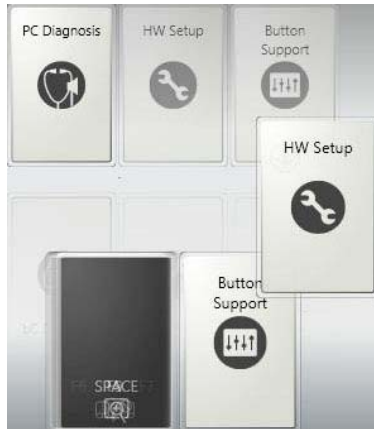 PC Diagnosis
HW Setup
Button
Support
HW Setup
Button
Support
SPACE